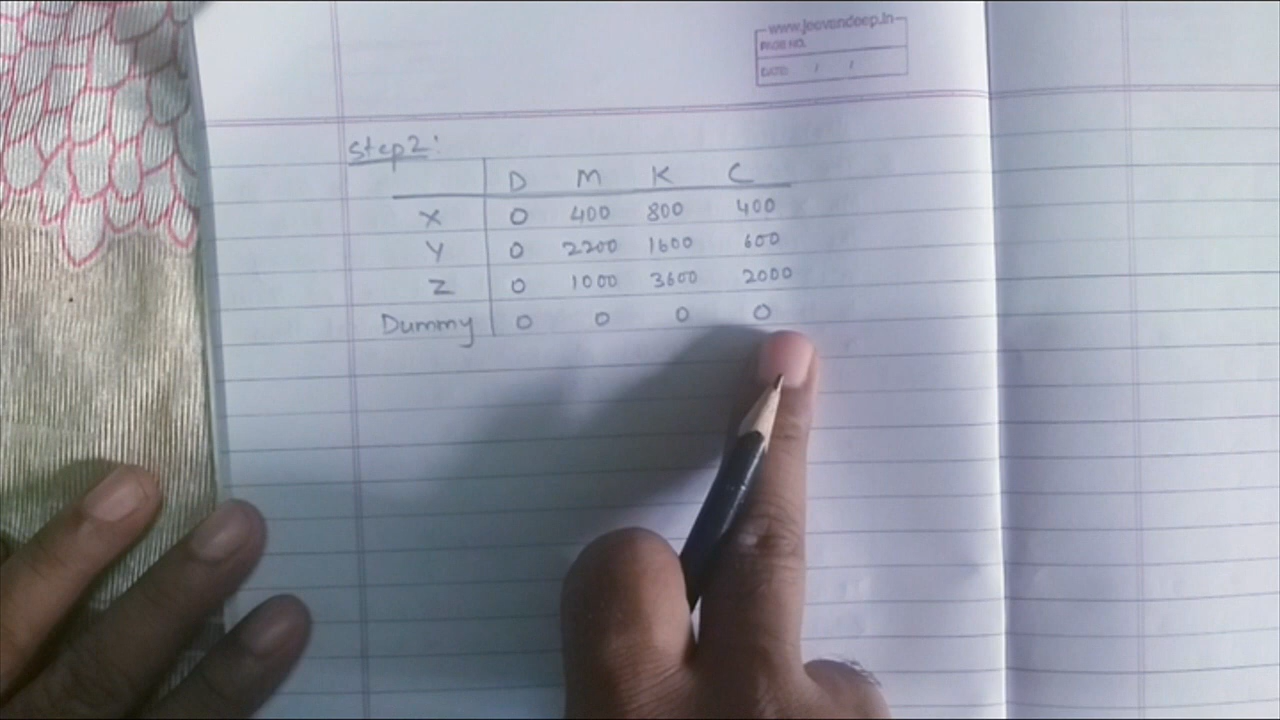 www.jeevandeep.in
PAGE NO.
DATE: / /
Step2:
D M K C
X 0 400 800 400
Y 0 2200 1600 600
Z 0 1000 3600 2000
Dummy 0 0 0 0